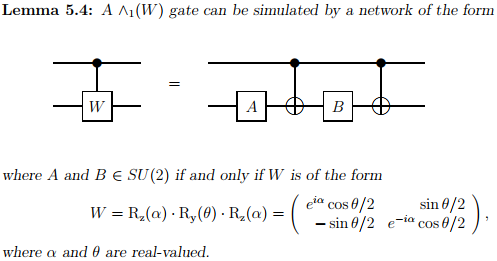 Lemma 5.4: A ∧₁(W) gate can be simulated by a network of the form
W = A B
where A and B ∈ SU(2) if and only if W is of the form
W = R_z(α) · R_y(θ) · R_z(α) = ( e^{iα} cos θ/2 sin θ/2
− sin θ/2 e^{−iα} cos θ/2 ) ,
where α and θ are real-valued.